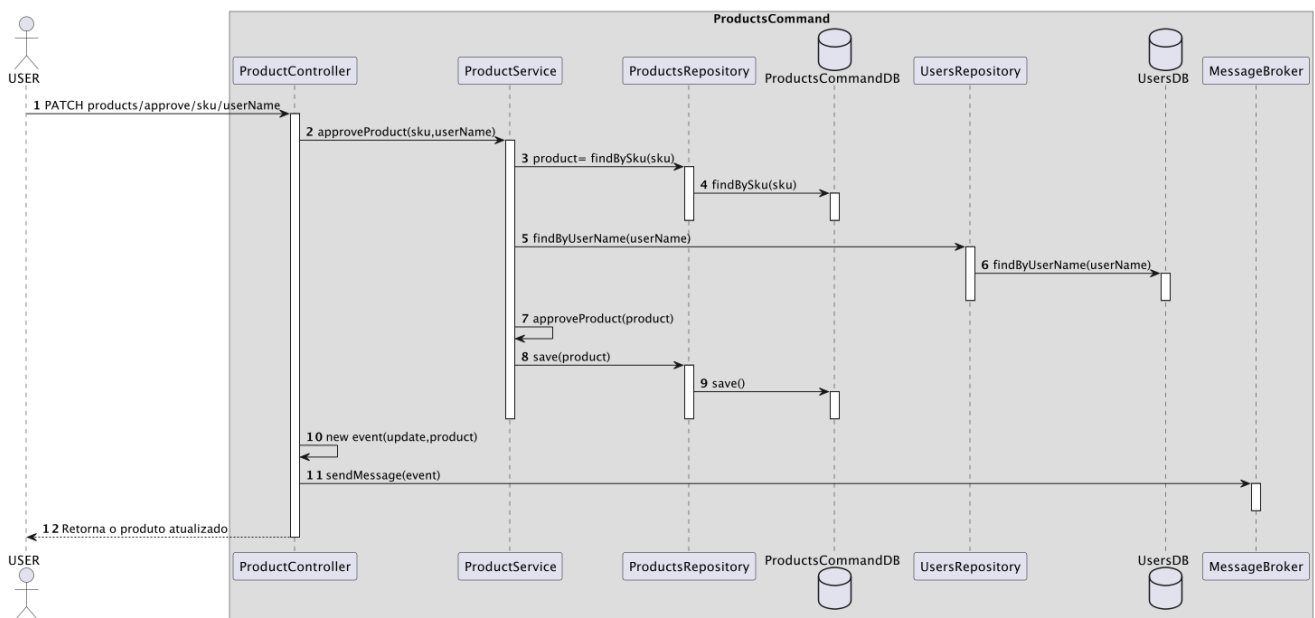 ProductsCommand
USER
ProductController
ProductService
ProductsRepository
ProductsCommandDB
UsersRepository
UsersDB
MessageBroker
1 PATCH products/approve/sku/userName
2 approveProduct(sku,userName)
3 product= findBySku(sku)
4 findBySku(sku)
5 findByUserName(userName)
6 findByUserName(userName)
7 approveProduct(product)
8 save(product)
9 save()
10 new event(update,product)
11 sendMessage(event)
12 Retorna o produto atualizado
USER
ProductController
ProductService
ProductsRepository
ProductsCommandDB
UsersRepository
UsersDB
MessageBroker